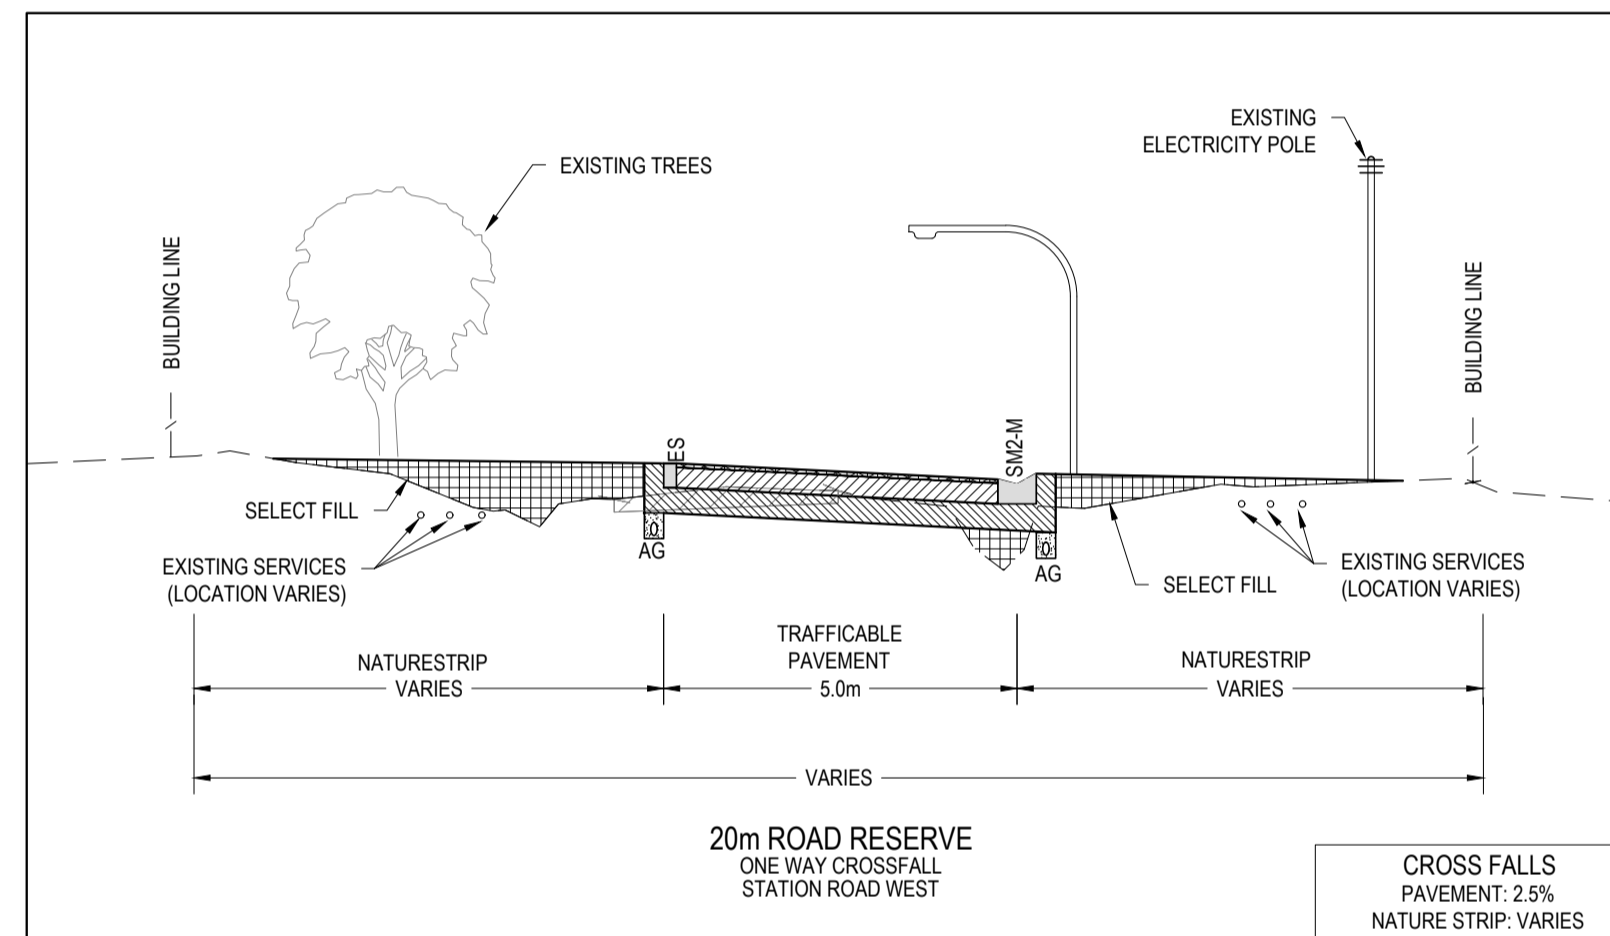 EXISTING
ELECTRICITY POLE
EXISTING TREES
BUILDING LINE
BUILDING LINE
ES
SM2-M
SELECT FILL
AG
AG
EXISTING SERVICES
(LOCATION VARIES)
SELECT FILL
EXISTING SERVICES
(LOCATION VARIES)
NATURESTRIP
VARIES
TRAFFICABLE
PAVEMENT
5.0m
NATURESTRIP
VARIES
VARIES
20m ROAD RESERVE
ONE WAY CROSSFALL
STATION ROAD WEST
CROSS FALLS
PAVEMENT: 2.5%
NATURE STRIP: VARIES